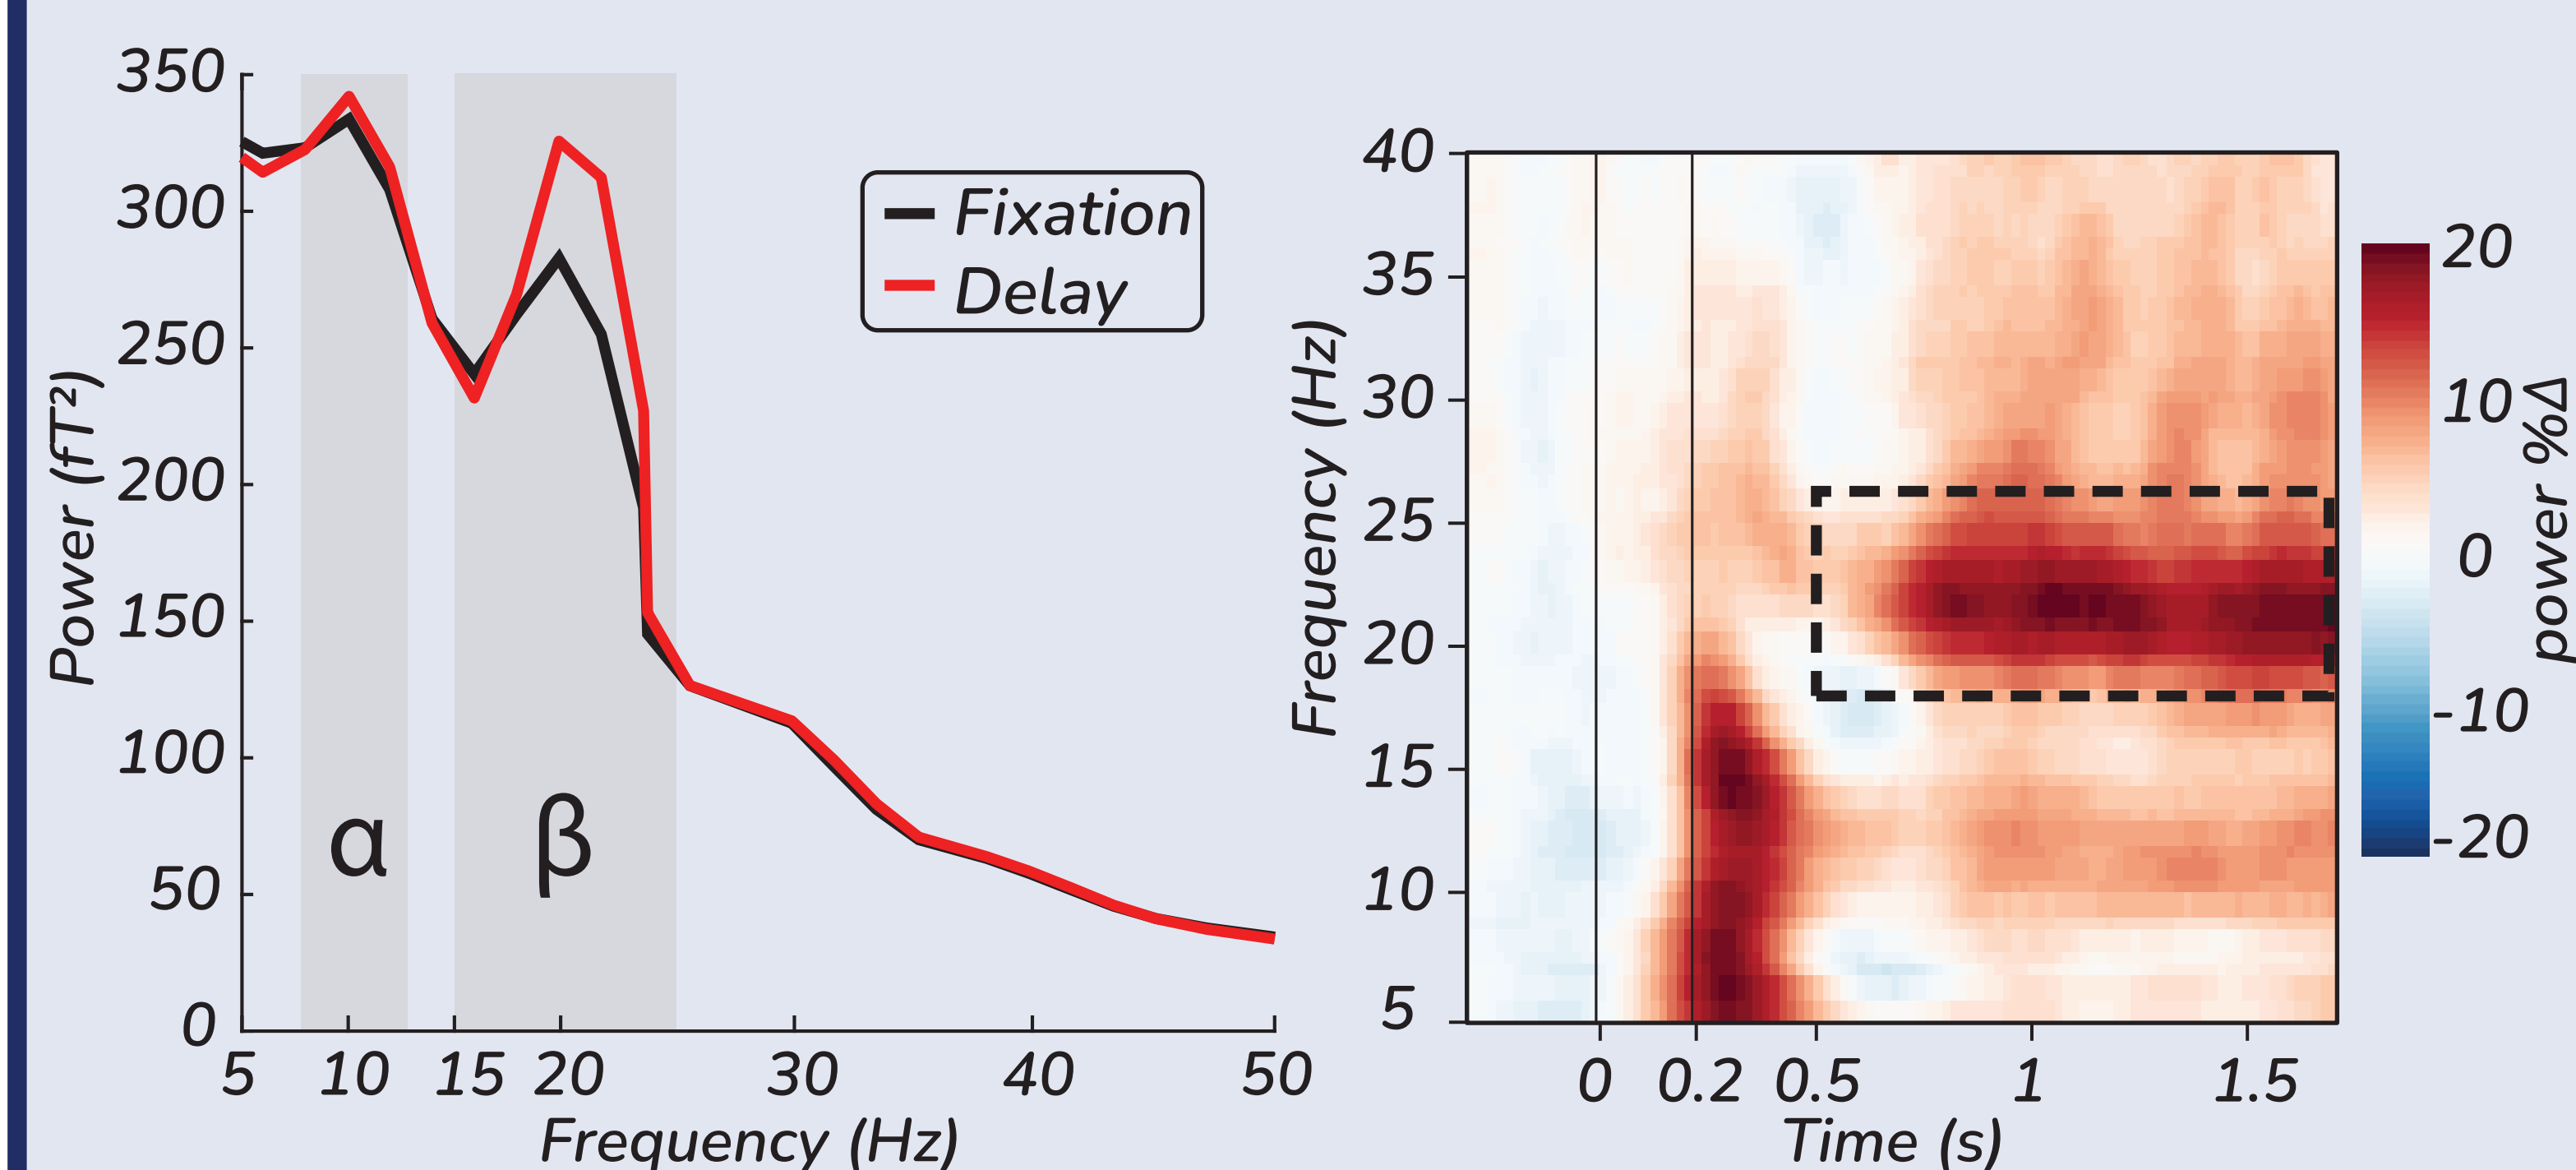 350
300
250
200
150
100
50
0
Power (fT²)
5 10 15 20 30 40 50
Frequency (Hz)
α
β
Fixation
Delay
40
35
30
25
20
15
10
5
Frequency (Hz)
0 0.2 0.5 1 1.5
Time (s)
20
10
0
-10
-20
power %Δ